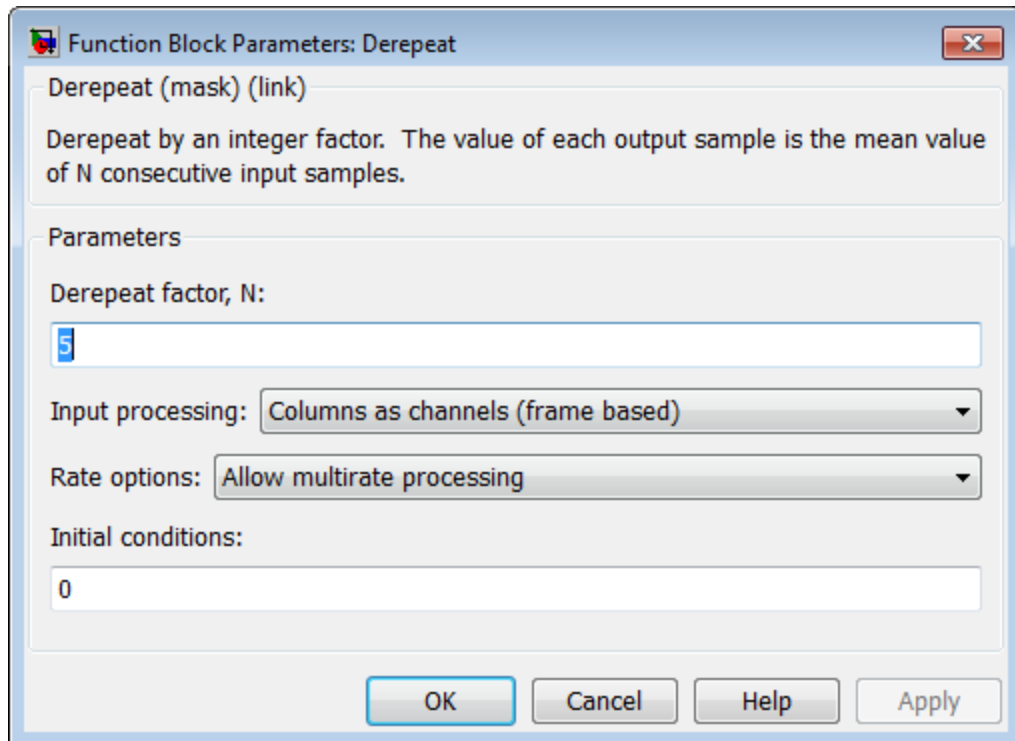 Function Block Parameters: Derepeat
Derepeat (mask) (link)
Derepeat by an integer factor.  The value of each output sample is the mean value
of N consecutive input samples.
Parameters
Derepeat factor, N:
5
Input processing: Columns as channels (frame based)
Rate options: Allow multirate processing
Initial conditions:
0
OK Cancel Help Apply